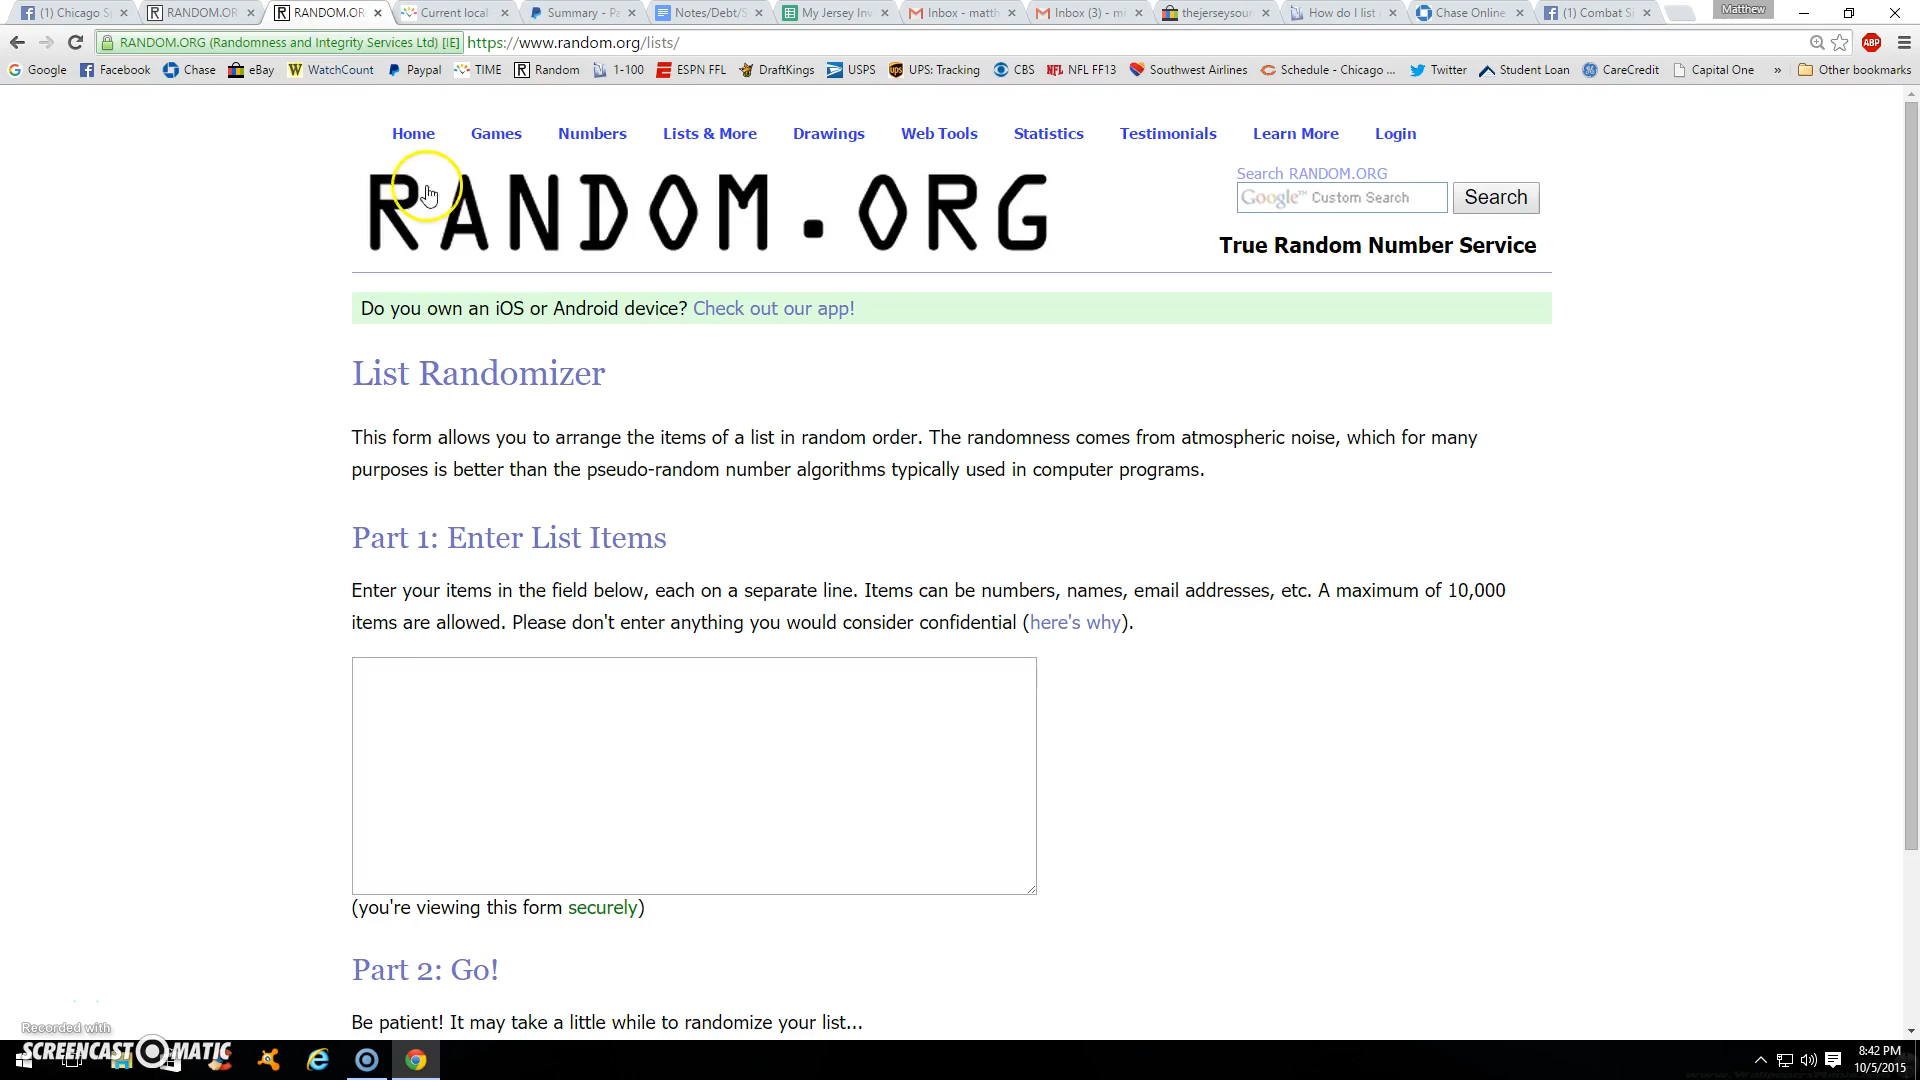 (1) Chicago S
RANDOM.OR
RANDOM.OR
Current local
Summary - Pa
Notes/Debt/S
My Jersey Inv
Inbox - matth
Inbox (3) - mi
thejerseysour
How do I list
Chase Online
(1) Combat Si
Matthew
RANDOM.ORG (Randomness and Integrity Services Ltd) [IE]
https://www.random.org/lists/
ABP
Google
Facebook
Chase
eBay
WatchCount
Paypal
TIME
Random
1-100
ESPN FFL
DraftKings
USPS
UPS: Tracking
CBS
NFL FF13
Southwest Airlines
Schedule - Chicago ...
Twitter
Student Loan
CareCredit
Capital One
»
Other bookmarks
Home
Games
Numbers
Lists & More
Drawings
Web Tools
Statistics
Testimonials
Learn More
Login
RANDOM.ORG
Search RANDOM.ORG
Google™ Custom Search
Search
True Random Number Service
Do you own an iOS or Android device? Check out our app!
List Randomizer
This form allows you to arrange the items of a list in random order. The randomness comes from atmospheric noise, which for many
purposes is better than the pseudo-random number algorithms typically used in computer programs.
Part 1: Enter List Items
Enter your items in the field below, each on a separate line. Items can be numbers, names, email addresses, etc. A maximum of 10,000
items are allowed. Please don't enter anything you would consider confidential (here's why).
(you're viewing this form securely)
Part 2: Go!
Be patient! It may take a little while to randomize your list...
Recorded with
SCREENCAST-O-MATIC
8:42 PM
10/5/2015